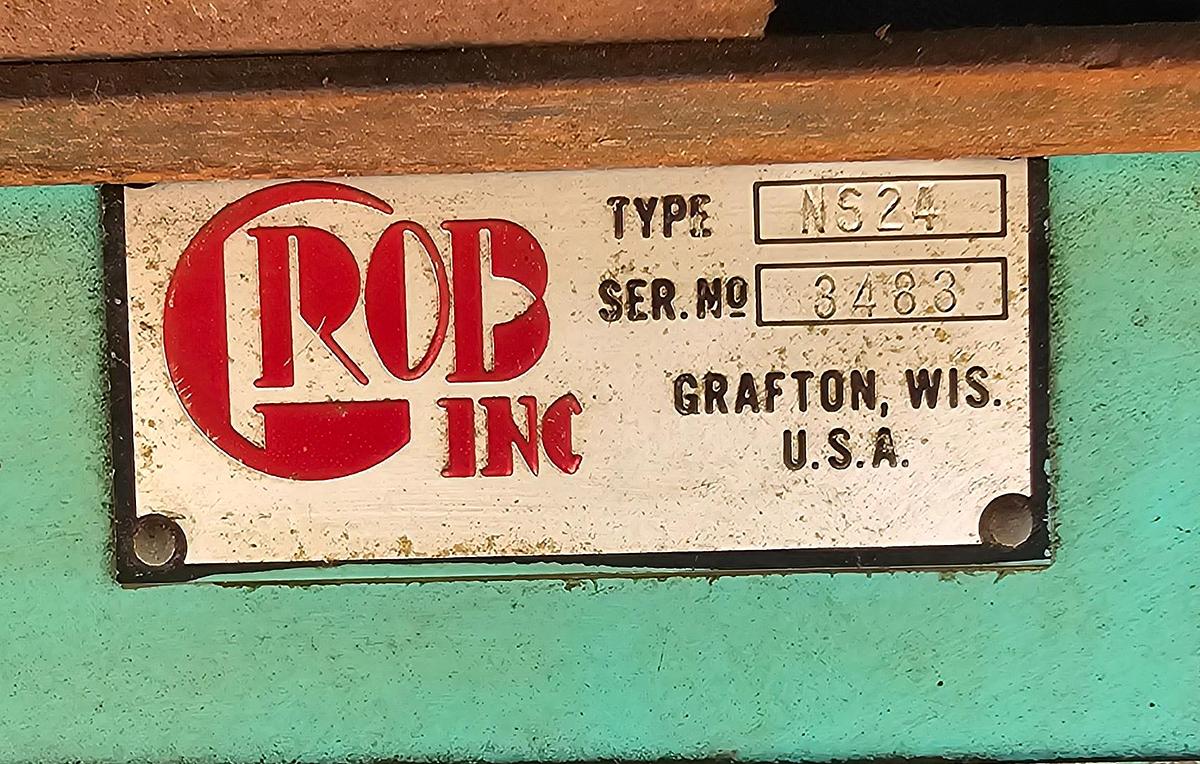 GROB
INC
TYPE NS24
SER. NO 3483
GRAFTON, WIS.
U.S.A.